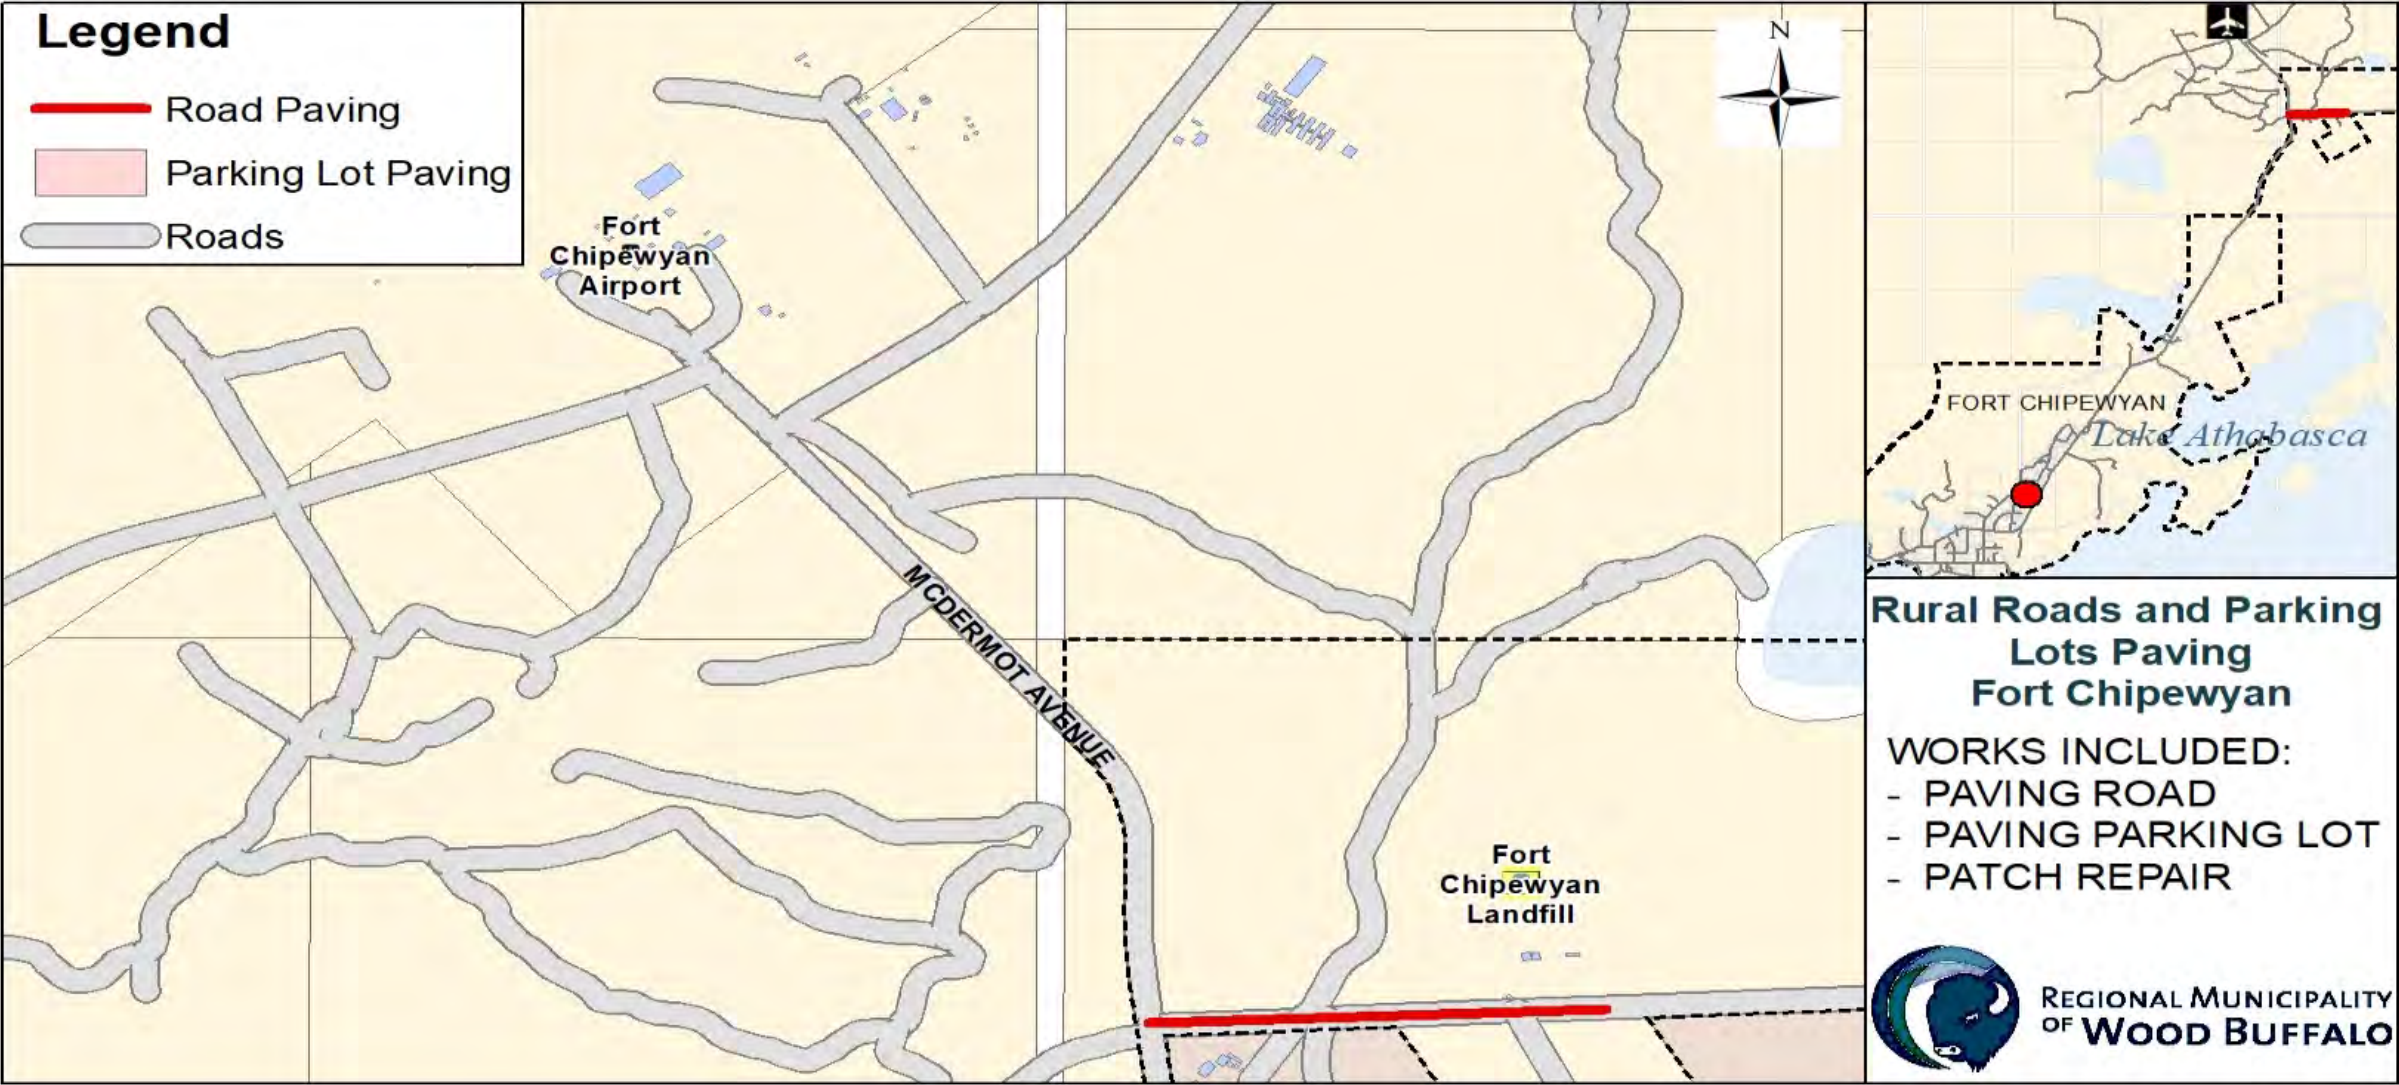 Legend
Road Paving
Parking Lot Paving
Roads
N
Fort
Chipewyan
Airport
MCDERMOT AVENUE
Fort
Chipewyan
Landfill
FORT CHIPEWYAN
Lake Athabasca
Rural Roads and Parking
Lots Paving
Fort Chipewyan
WORKS INCLUDED:
- PAVING ROAD
- PAVING PARKING LOT
- PATCH REPAIR
REGIONAL MUNICIPALITY
OF WOOD BUFFALO